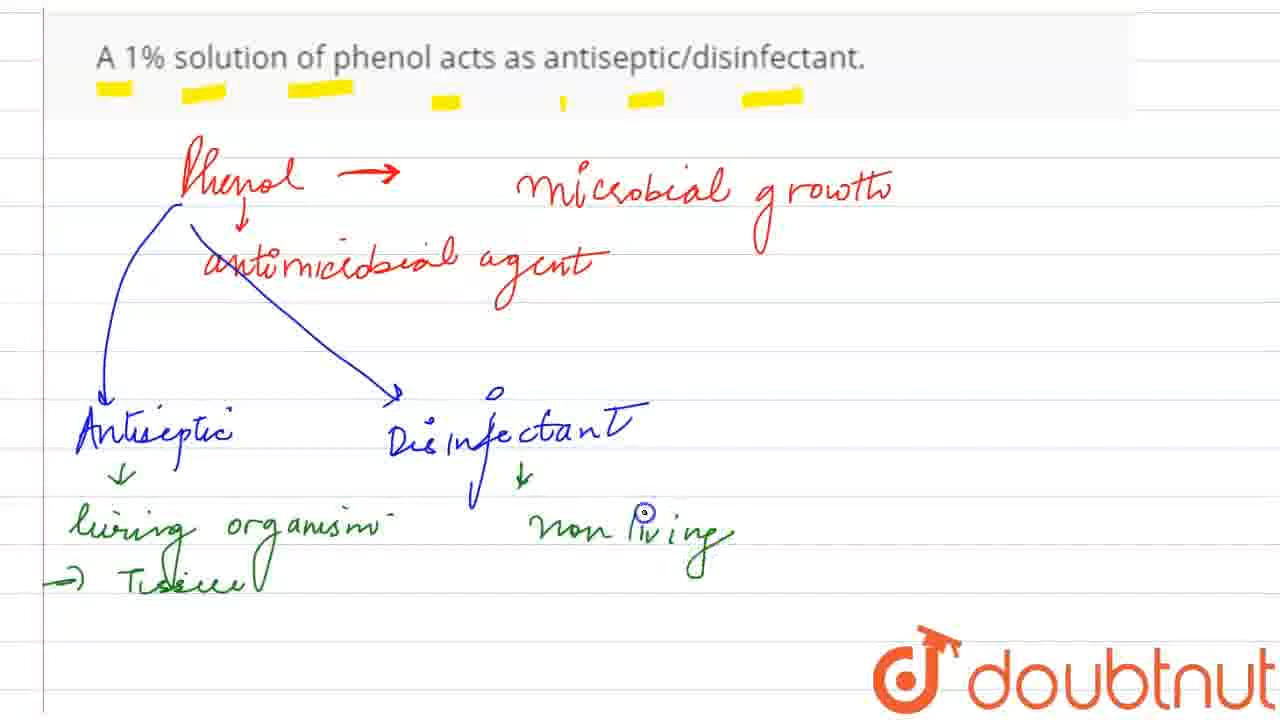 A 1% solution of phenol acts as antiseptic/disinfectant.
Phenol → microbial growth
↓
antimicrobial agent
Antiseptic Disinfectant
↓ ↓
living organism non living
→ Tissue
doubtnut